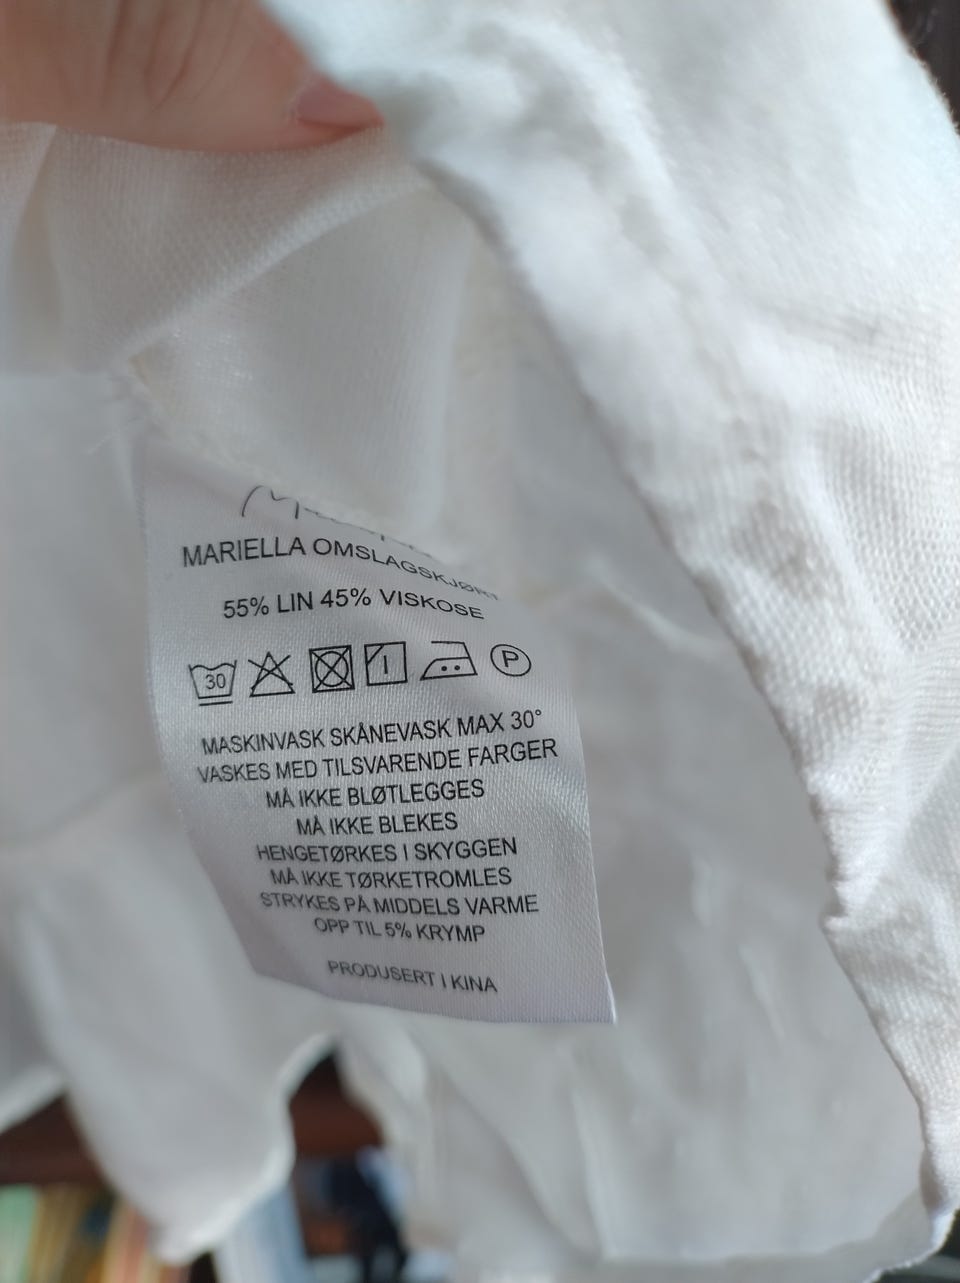 MARIELLA OMSLAGSKJØRT
55% LIN 45% VISKOSE
30 P
MASKINVASK SKÅNEVASK MAX 30°
VASKES MED TILSVARENDE FARGER
MÅ IKKE BLØTLEGGES
MÅ IKKE BLEKES
HENGETØRKES I SKYGGEN
MÅ IKKE TØRKETROMLES
STRYKES PÅ MIDDELS VARME
OPP TIL 5% KRYMP
PRODUSERT I KINA